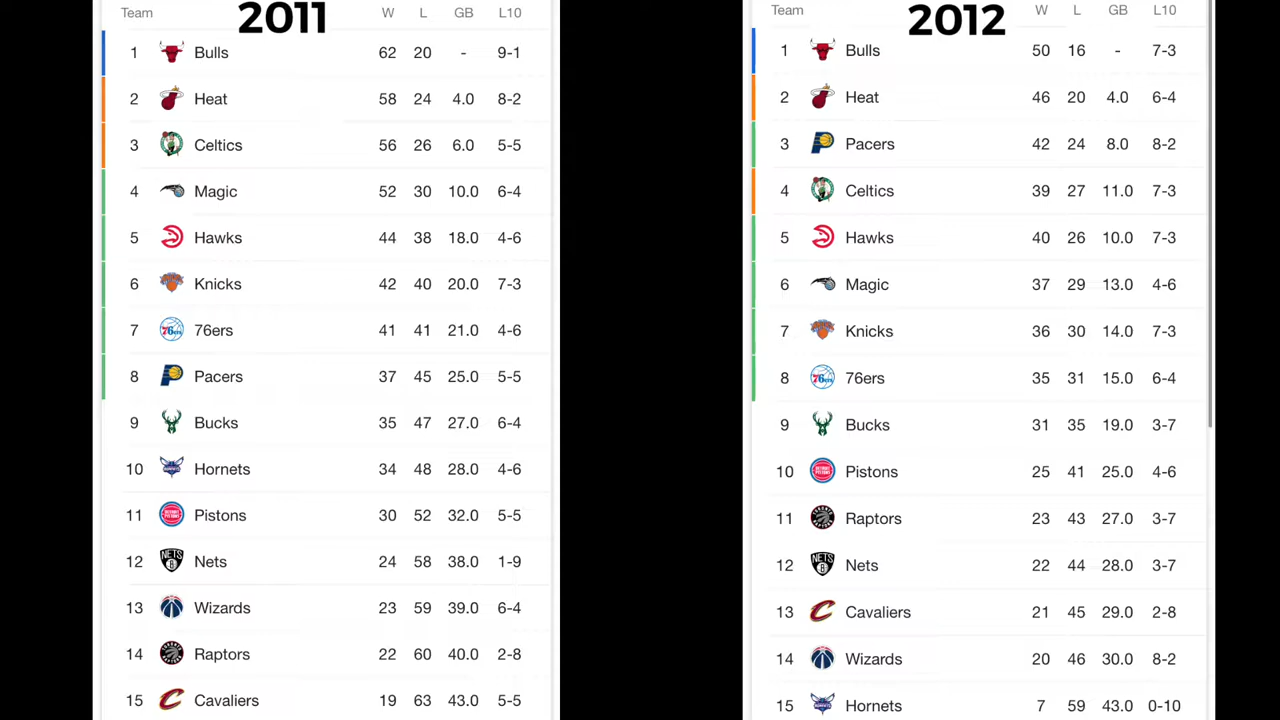 2011
Team W L GB L10
1 Bulls 62 20 - 9-1
2 Heat 58 24 4.0 8-2
3 Celtics 56 26 6.0 5-5
4 Magic 52 30 10.0 6-4
5 Hawks 44 38 18.0 4-6
6 Knicks 42 40 20.0 7-3
7 76ers 41 41 21.0 4-6
8 Pacers 37 45 25.0 5-5
9 Bucks 35 47 27.0 6-4
10 Hornets 34 48 28.0 4-6
11 Pistons 30 52 32.0 5-5
12 Nets 24 58 38.0 1-9
13 Wizards 23 59 39.0 6-4
14 Raptors 22 60 40.0 2-8
15 Cavaliers 19 63 43.0 5-5
2012
Team W L GB L10
1 Bulls 50 16 - 7-3
2 Heat 46 20 4.0 6-4
3 Pacers 42 24 8.0 8-2
4 Celtics 39 27 11.0 7-3
5 Hawks 40 26 10.0 7-3
6 Magic 37 29 13.0 4-6
7 Knicks 36 30 14.0 7-3
8 76ers 35 31 15.0 6-4
9 Bucks 31 35 19.0 3-7
10 Pistons 25 41 25.0 4-6
11 Raptors 23 43 27.0 3-7
12 Nets 22 44 28.0 3-7
13 Cavaliers 21 45 29.0 2-8
14 Wizards 20 46 30.0 8-2
15 Hornets 7 59 43.0 0-10